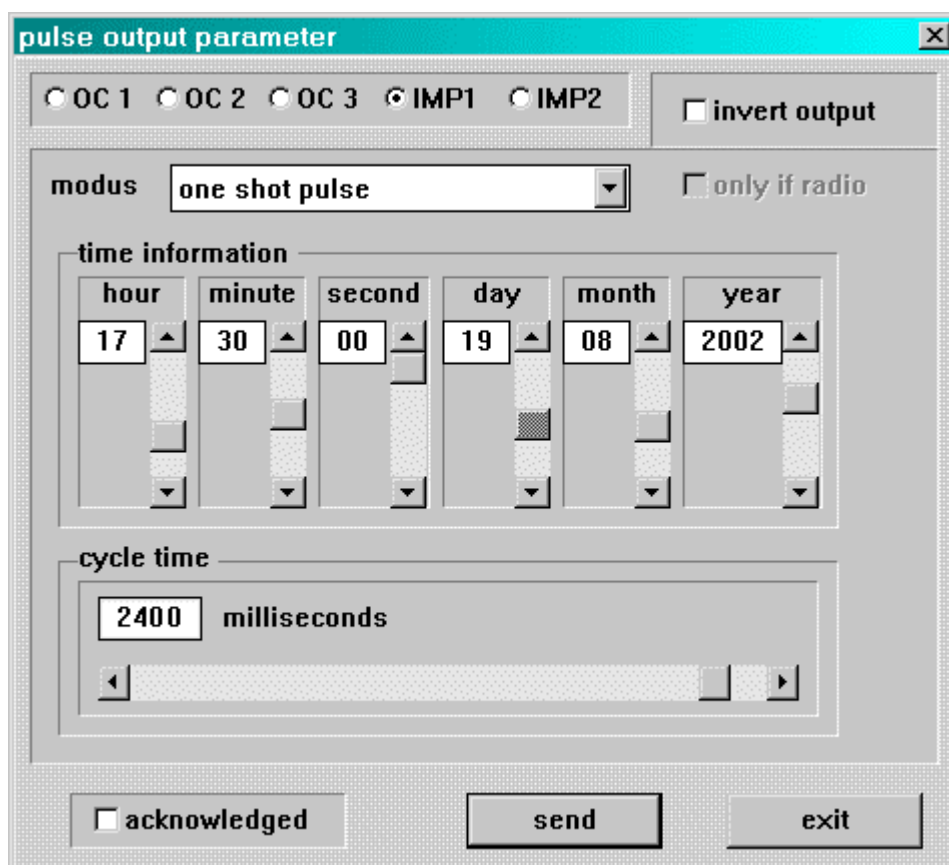 pulse output parameter
OC 1 OC 2 OC 3 IMP1 IMP2
invert output
modus one shot pulse
only if radio
time information
hour minute second day month year
17 30 00 19 08 2002
cycle time
2400 milliseconds
acknowledged send exit